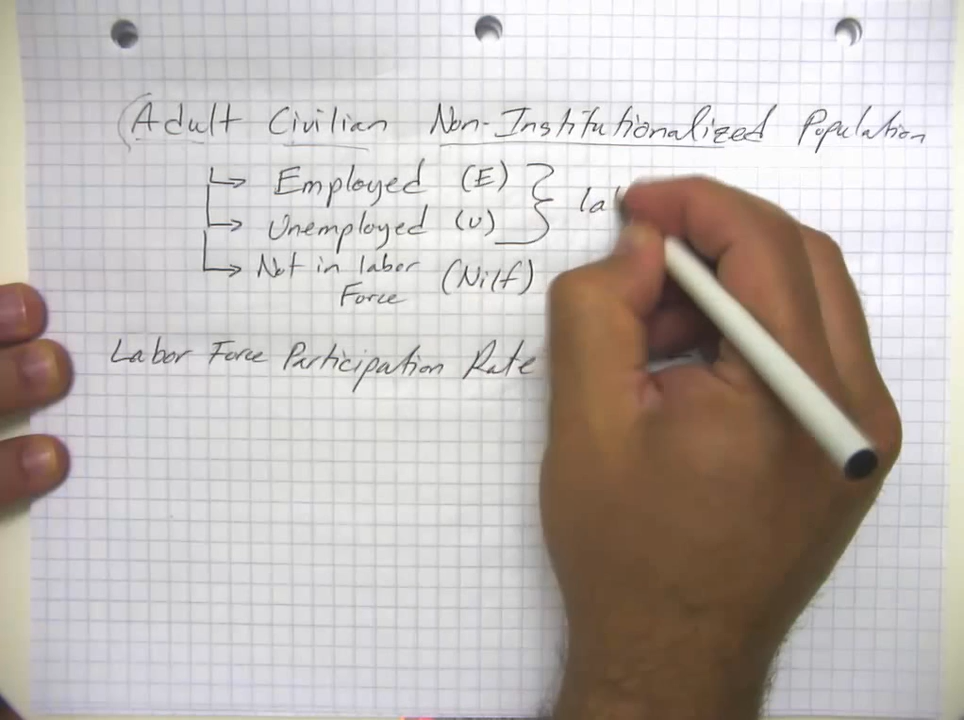 Adult Civilian Non-Institutionalized Population
Employed (E)
Unemployed (U)
Not in labor (Nilf)
Force
Labor Force Participation Rate